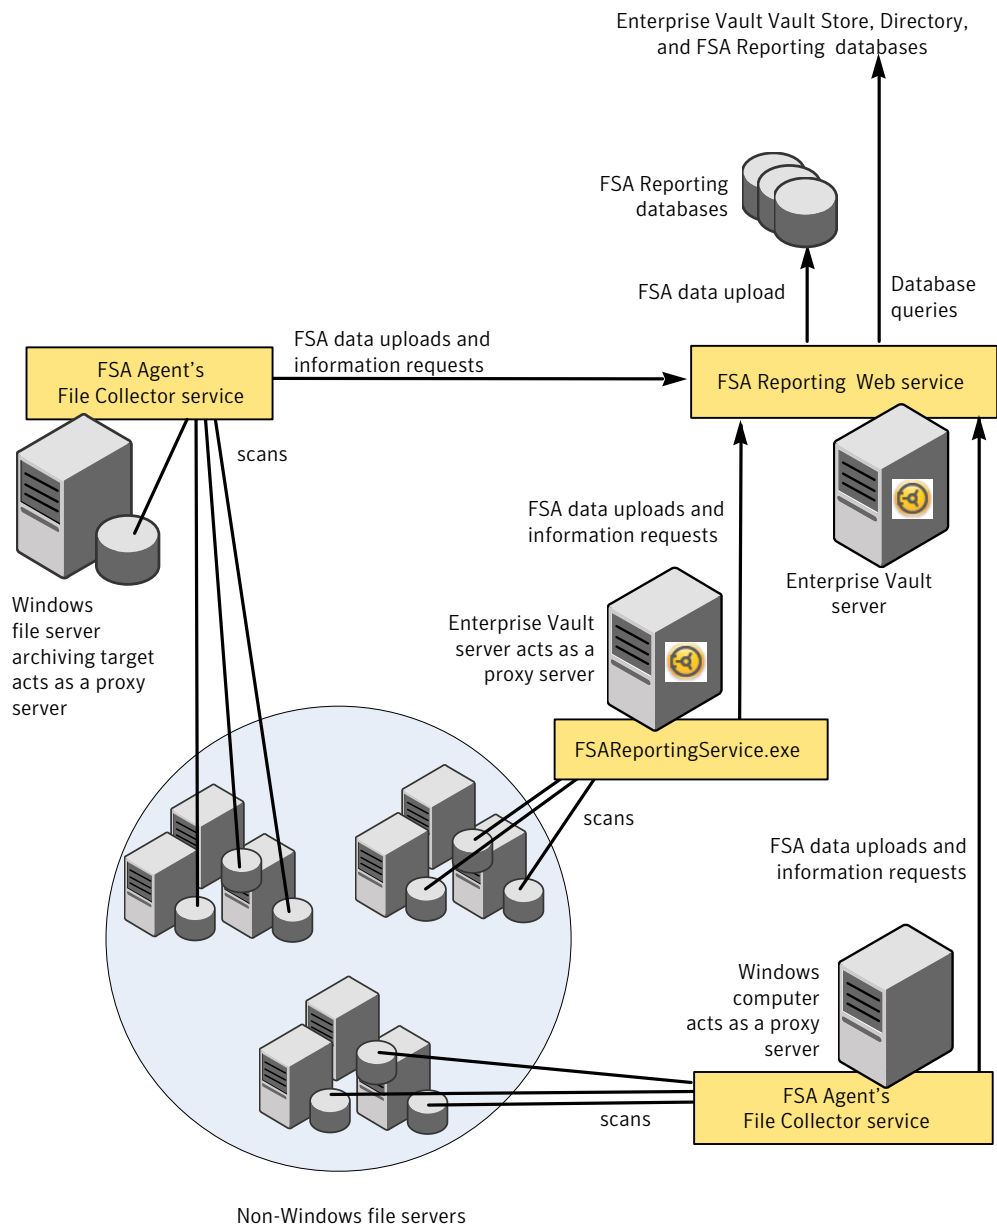 Enterprise Vault Vault Store, Directory,
and FSA Reporting databases
FSA Reporting
databases
FSA data upload
Database
queries
FSA data uploads and
information requests
FSA Agent's
File Collector service
FSA Reporting Web service
scans
FSA data uploads and
information requests
Enterprise Vault
server
Windows
file server
archiving target
acts as a proxy
server
Enterprise Vault
server acts as a
proxy server
FSAReportingService.exe
scans
FSA data uploads and
information requests
Windows
computer
acts as a proxy
server
FSA Agent's
File Collector service
scans
Non-Windows file servers